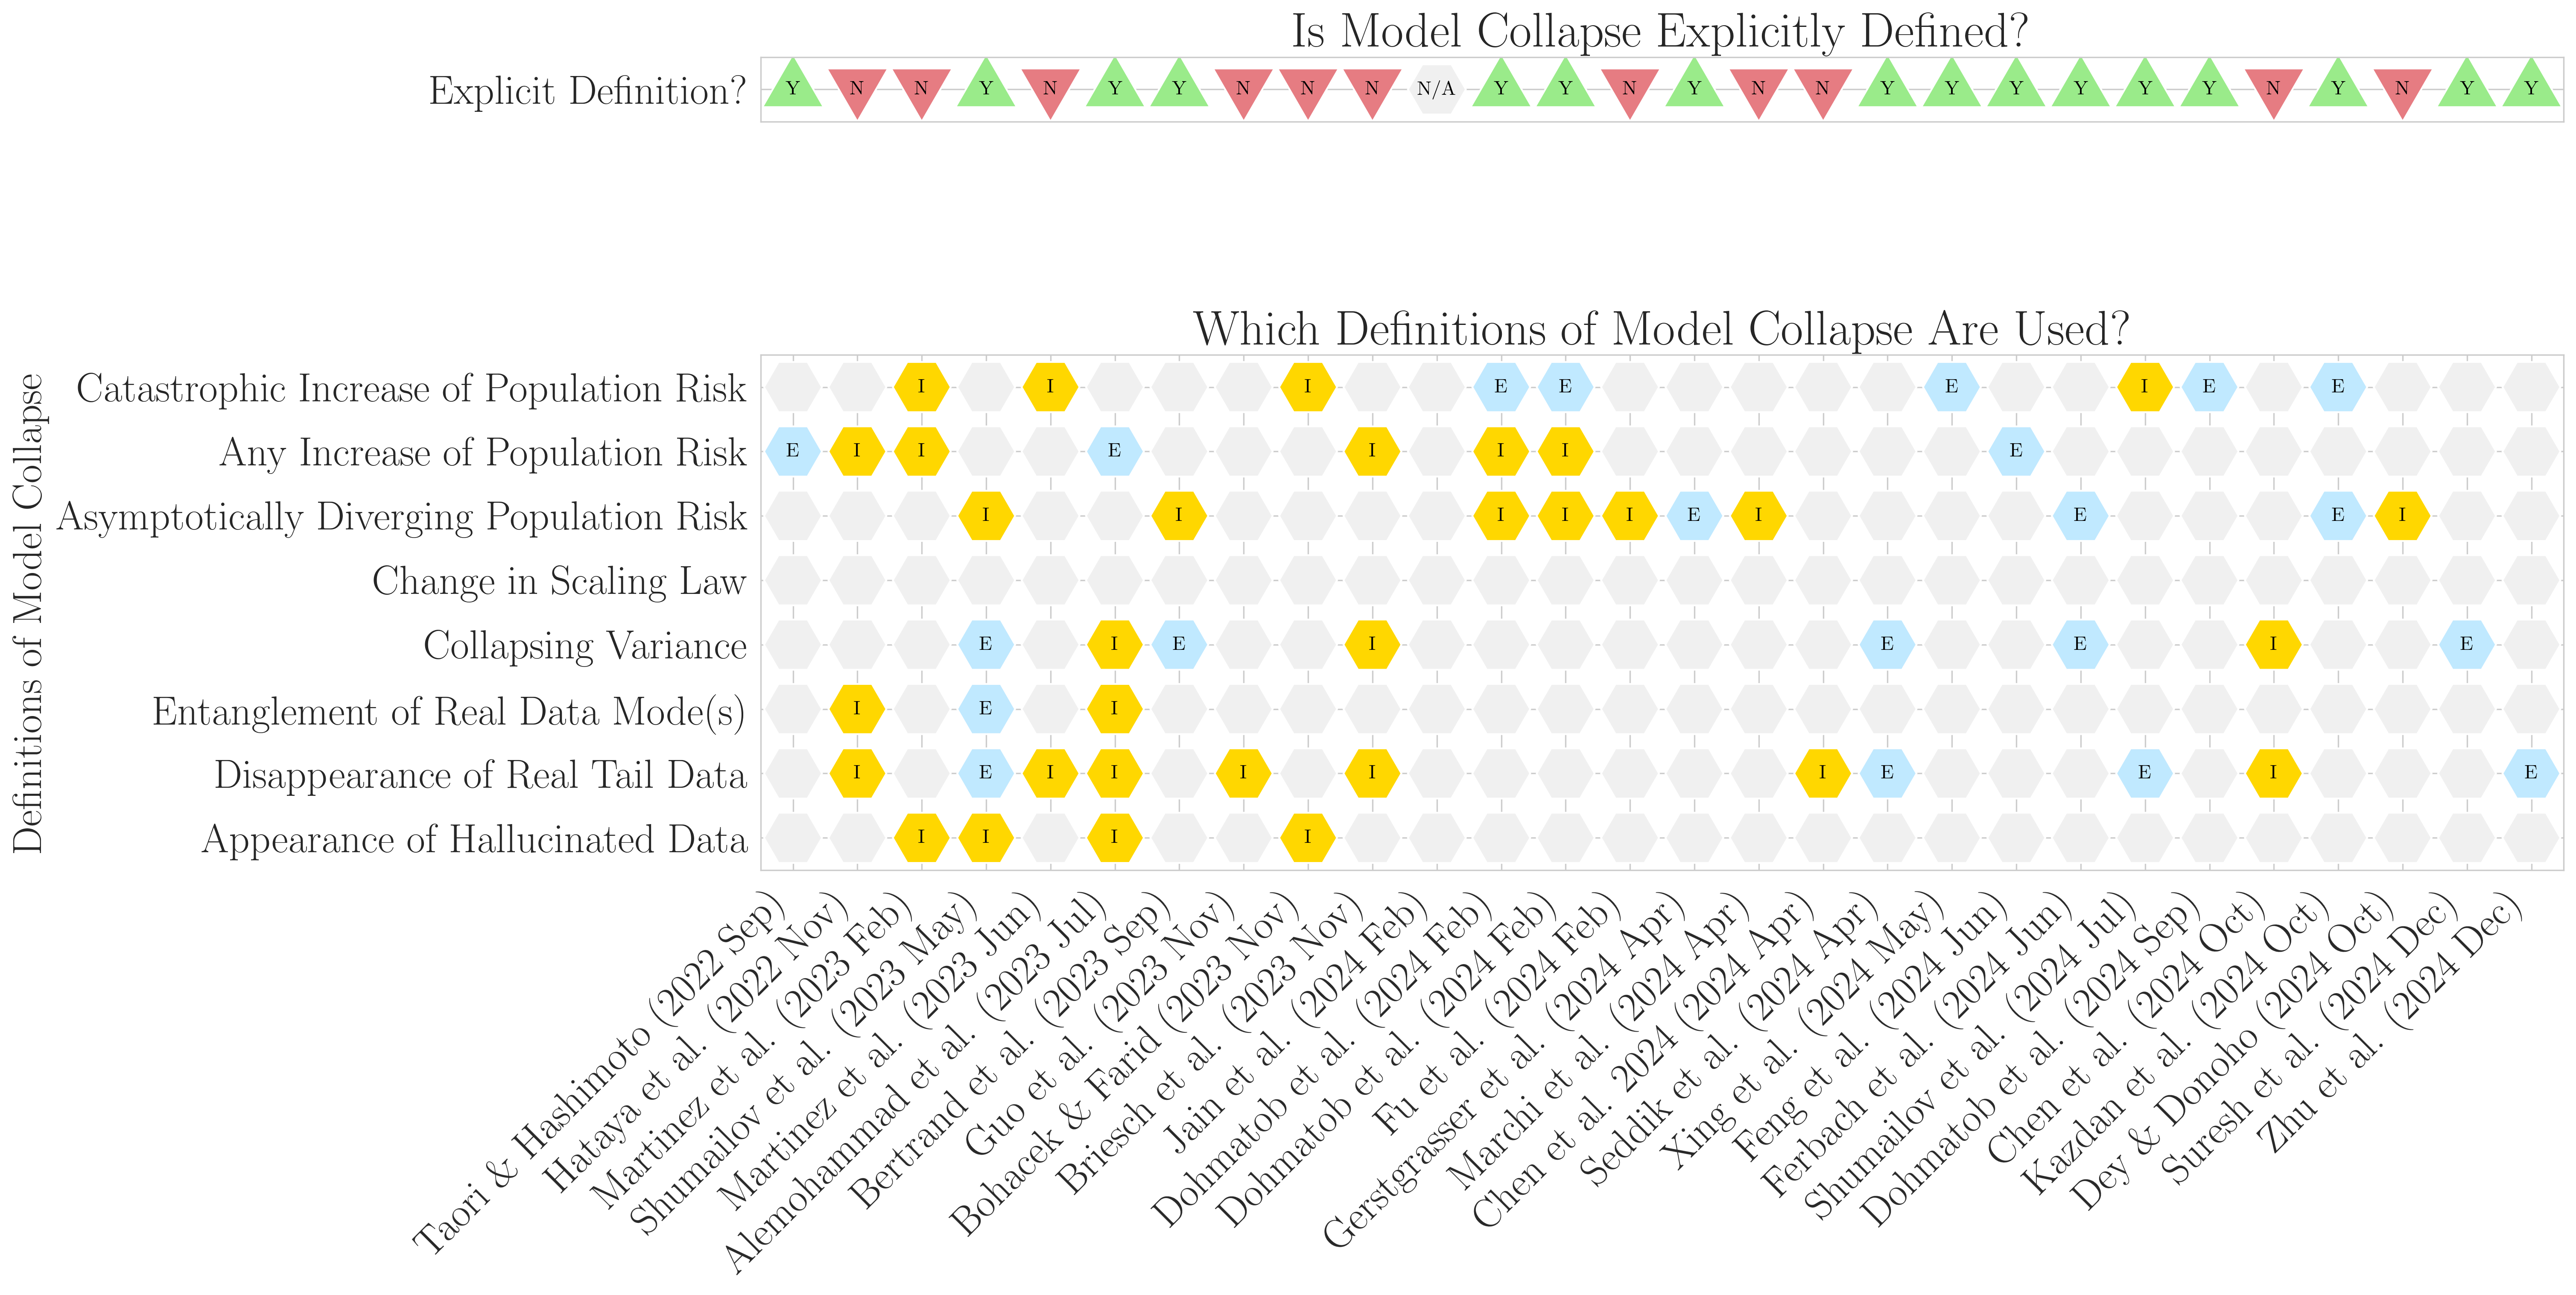 Is Model Collapse Explicitly Defined?
Explicit Definition? Y N N Y N Y Y N N N N/A Y Y N Y N N Y Y Y Y Y Y N Y N Y Y
Which Definitions of Model Collapse Are Used?
Definitions of Model Collapse
Catastrophic Increase of Population Risk I I I E E E I E E
Any Increase of Population Risk E I I E I I I E
Asymptotically Diverging Population Risk I I I I I E I E E I
Change in Scaling Law
Collapsing Variance E I E I E E I E
Entanglement of Real Data Mode(s) I E I
Disappearance of Real Tail Data I E I I I I I E E I E
Appearance of Hallucinated Data I I I I
Taori & Hashimoto (2022 Sep)
Hataya et al. (2022 Nov)
Martinez et al. (2023 Feb)
Shumailov et al. (2023 May)
Martinez et al. (2023 Jun)
Alemohammad et al. (2023 Jul)
Bertrand et al. (2023 Sep)
Guo et al. (2023 Nov)
Bohacek & Farid (2023 Nov)
Briesch et al. (2023 Nov)
Jain et al. (2024 Feb)
Dohmatob et al. (2024 Feb)
Dohmatob et al. (2024 Feb)
Fu et al. (2024 Feb)
Gerstgrasser et al. (2024 Apr)
Marchi et al. (2024 Apr)
Chen et al. 2024 (2024 Apr)
Seddik et al. (2024 Apr)
Xing et al. (2024 May)
Feng et al. (2024 Jun)
Ferbach et al. (2024 Jun)
Shumailov et al. (2024 Jul)
Dohmatob et al. (2024 Sep)
Chen et al. (2024 Oct)
Kazdan et al. (2024 Oct)
Dey & Donoho (2024 Oct)
Suresh et al. (2024 Dec)
Zhu et al. (2024 Dec)